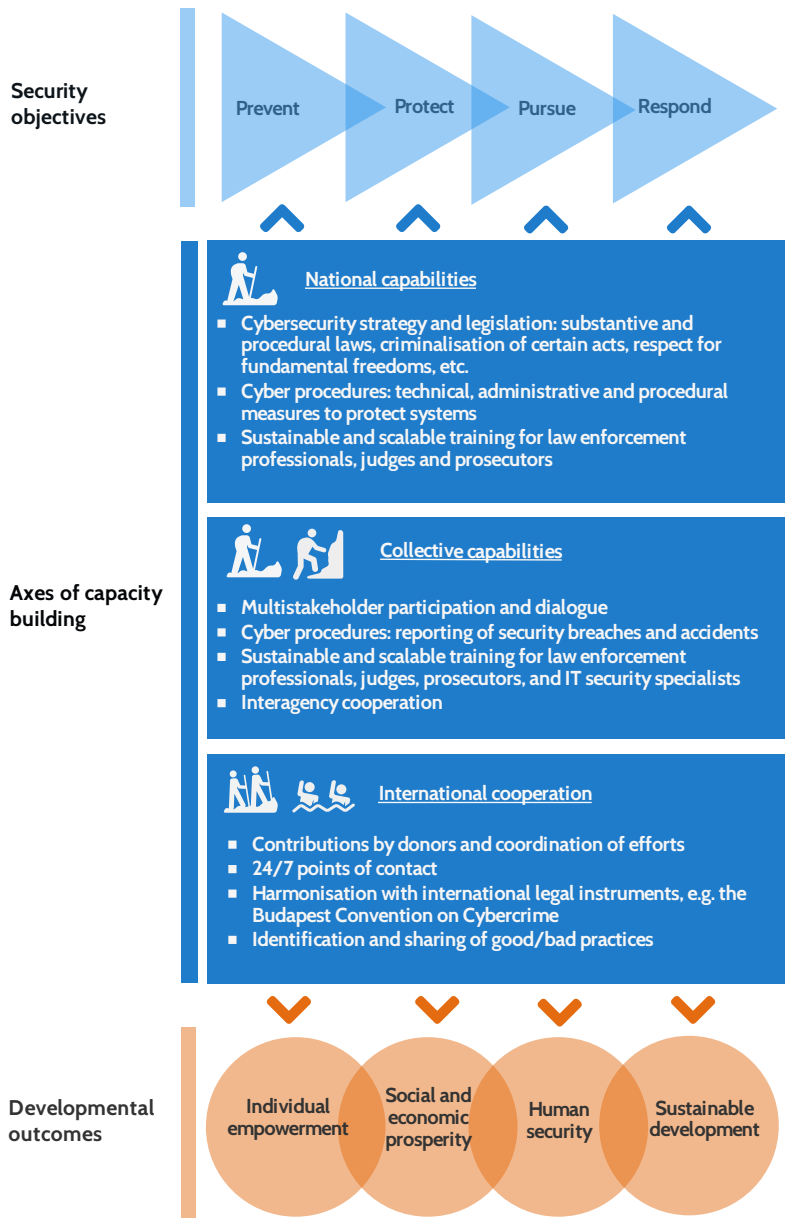 Security
objectives
Prevent
Protect
Pursue
Respond
Axes of capacity
building
National capabilities
▪ Cybersecurity strategy and legislation: substantive and
procedural laws, criminalisation of certain acts, respect for
fundamental freedoms, etc.
▪ Cyber procedures: technical, administrative and procedural
measures to protect systems
▪ Sustainable and scalable training for law enforcement
professionals, judges and prosecutors
Collective capabilities
▪ Multistakeholder participation and dialogue
▪ Cyber procedures: reporting of security breaches and accidents
▪ Sustainable and scalable training for law enforcement
professionals, judges, prosecutors, and IT security specialists
▪ Interagency cooperation
International cooperation
▪ Contributions by donors and coordination of efforts
▪ 24/7 points of contact
▪ Harmonisation with international legal instruments, e.g. the
Budapest Convention on Cybercrime
▪ Identification and sharing of good/bad practices
Developmental
outcomes
Individual
empowerment
Social and
economic
prosperity
Human
security
Sustainable
development